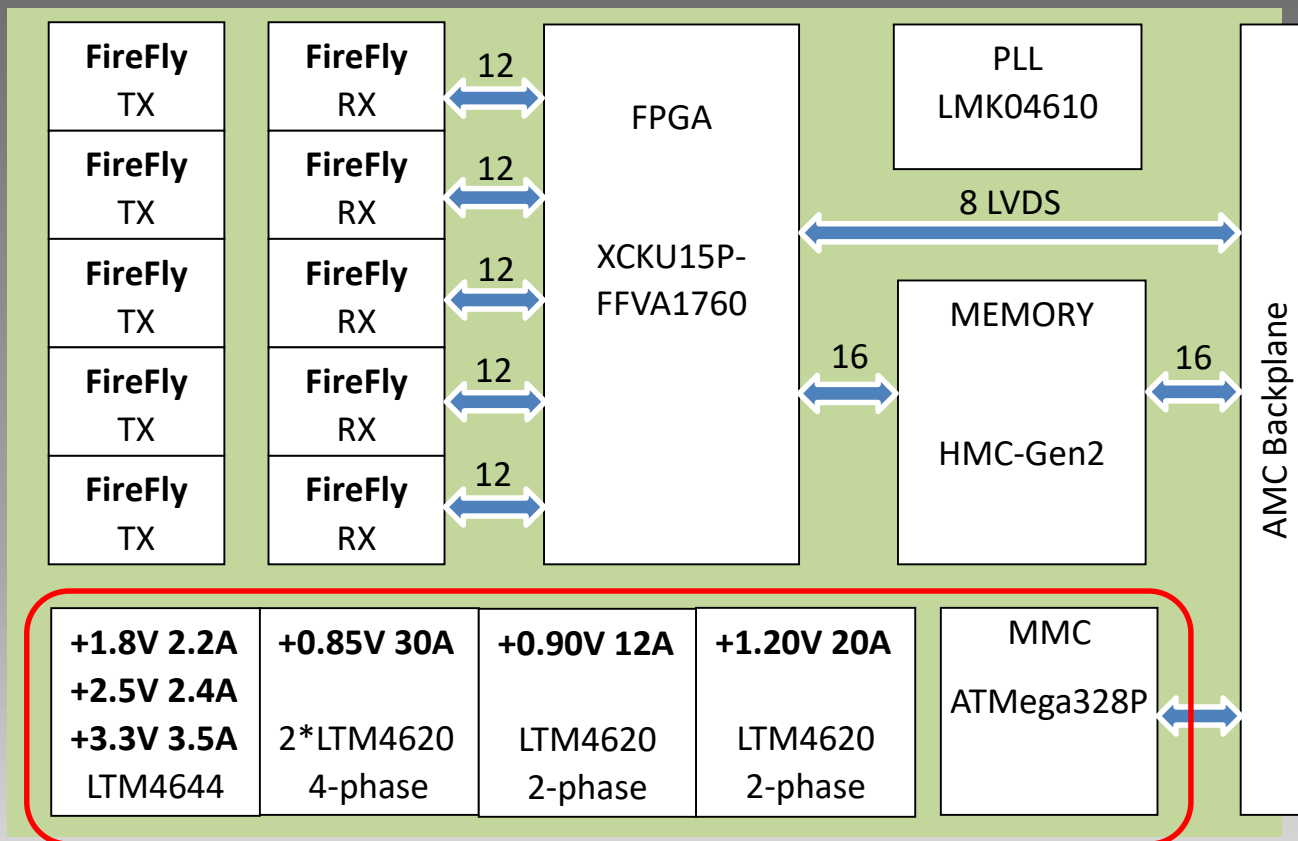 FireFly
TX
FireFly
RX
12
FireFly
TX
FireFly
RX
12
FireFly
TX
FireFly
RX
12
FireFly
TX
FireFly
RX
12
FireFly
TX
FireFly
RX
12
FPGA
XCKU15P-
FFVA1760
PLL
LMK04610
8 LVDS
16
MEMORY
HMC-Gen2
16
AMC Backplane
+1.8V 2.2A
+2.5V 2.4A
+3.3V 3.5A
LTM4644
+0.85V 30A
2*LTM4620
4-phase
+0.90V 12A
LTM4620
2-phase
+1.20V 20A
LTM4620
2-phase
MMC
ATMega328P